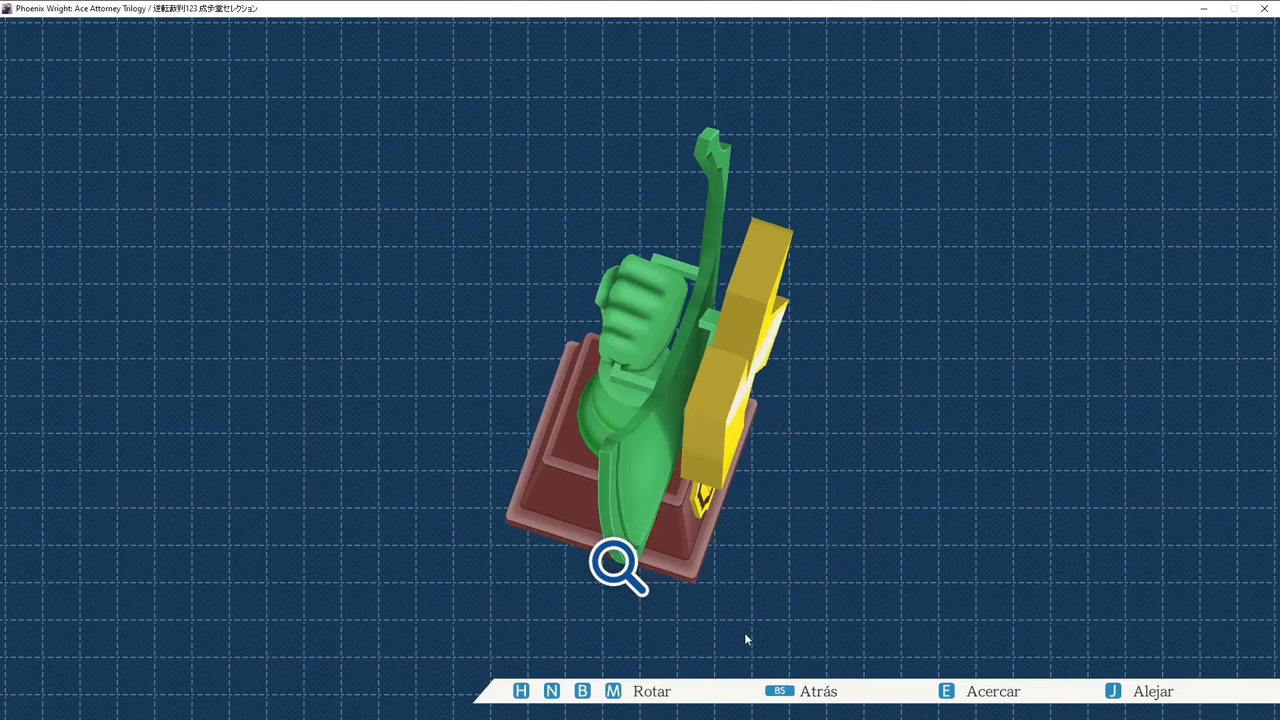 Phoenix Wright: Ace Attorney Trilogy / 逆転裁判123 成歩堂セレクション
H N B M Rotar BS Atrás E Acercar J Alejar